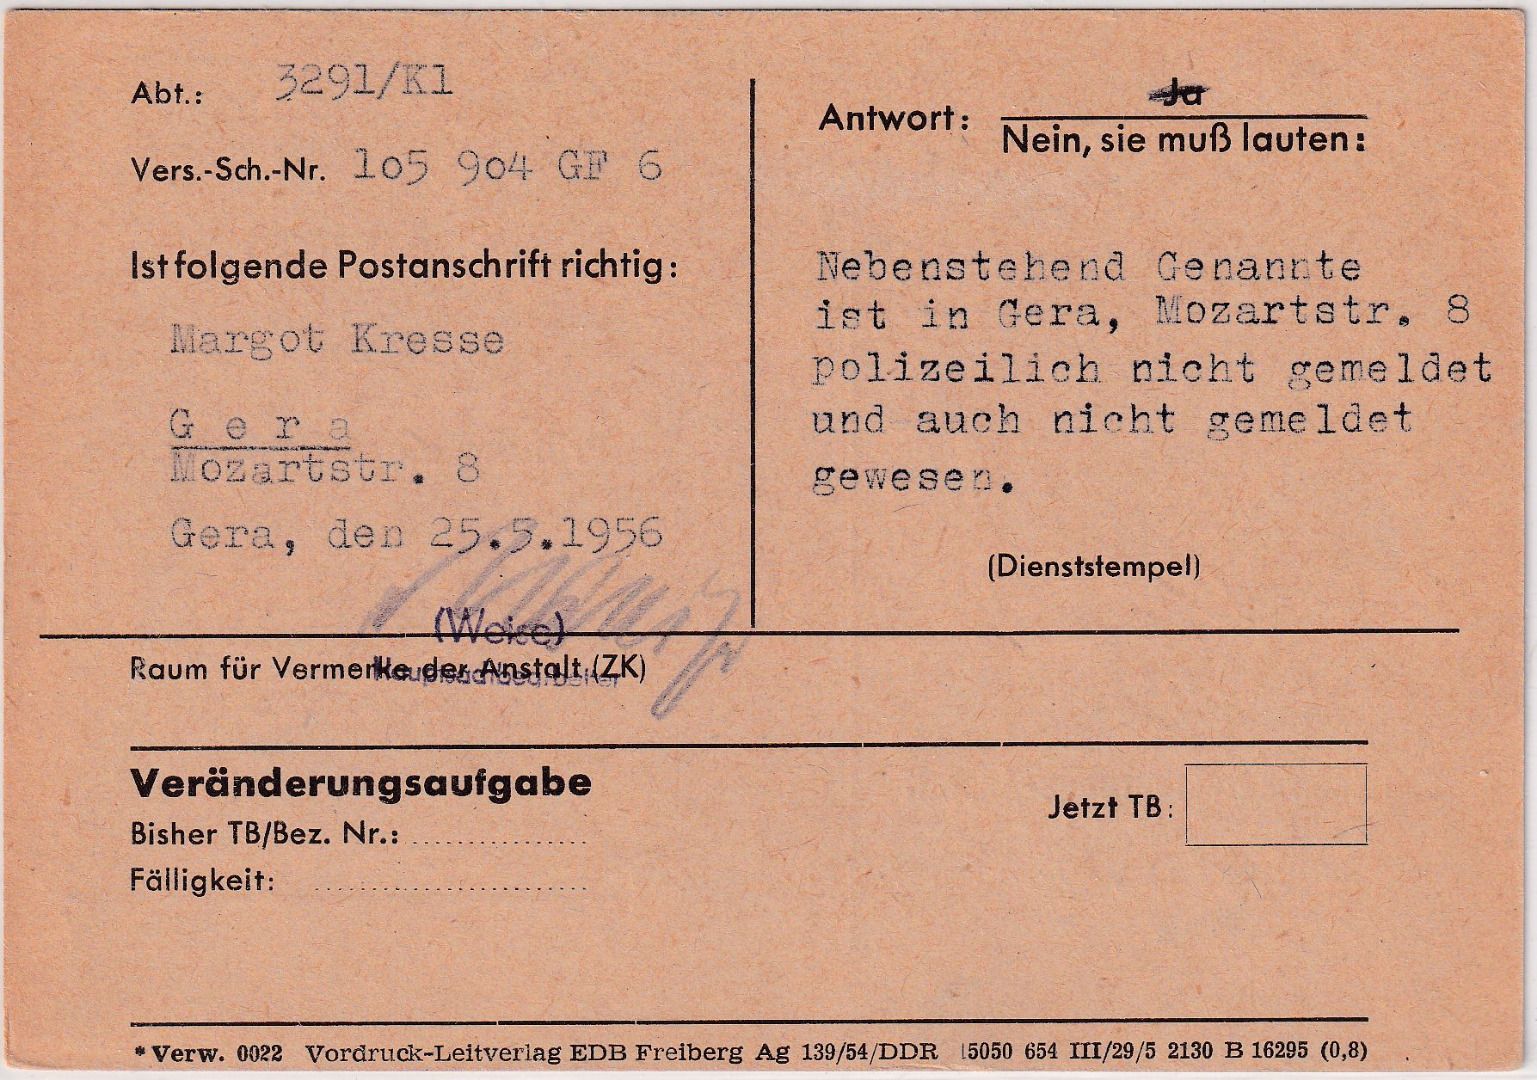 Abt.: 3291/Kl
Vers.-Sch.-Nr. lo5 9o4 GF 6
Ist folgende Postanschrift richtig:
Margot Kresse
G e r a
Mozartstr. 8
Gera, den 25.5.1956
(Weise)
Hauptsachbearbeiter
Antwort: Ja
Nein, sie muß lauten:
Nebenstehend Genannte
ist in Gera, Mozartstr. 8
polizeilich nicht gemeldet
und auch nicht gemeldet
gewesen.
(Dienststempel)
Raum für Vermerke der Anstalt (ZK)
Veränderungsaufgabe
Bisher TB/Bez. Nr.:
Fälligkeit:
Jetzt TB:
*Verw. 0022 Vordruck-Leitverlag EDB Freiberg Ag 139/54/DDR 15050 654 III/29/5 2130 B 16295 (0,8)